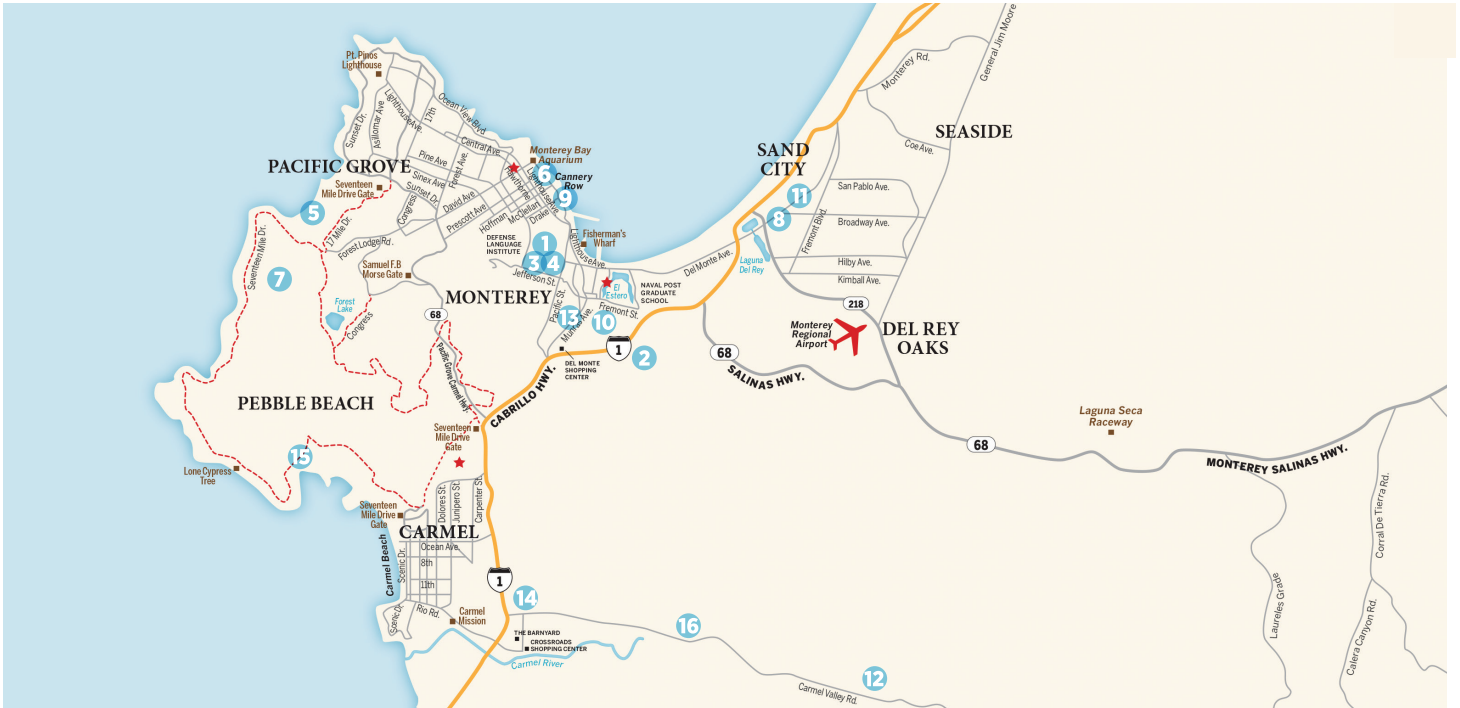 General Jim Moore
Pt. Pinos
Lighthouse
Monterey Rd.
Ocean View Blvd.
LighthouseAve.
17th
Sunset Dr.
Asilomar Ave
SEASIDE
Coe Ave.
Central Ave.
SAND
CITY
Monterey Bay
Aquarium
Pine Ave
Forest Ave.
PACIFIC GROVE
Sinex Ave
Sunset Dr.
Hawthorne
LighthouseAve.
6
Cannery
Row
Seventeen
Mile Drive Gate
San Pablo Ave.
11
9
David Ave
Congress
McClellan
Prescott Ave
Hoffman
Drake
5
8
Broadway Ave.
Fremont Blvd.
17 Mile Dr.
Forest Lodge Rd.
DEFENSE
LANGUAGE
INSTITUTE
1
3
4
Fisherman's
Wharf
LighthouseAve.
Seventeen Mile Dr.
Laguna
Del Rey
Del Monte Ave.
Hilby Ave.
Kimball Ave.
Samuel F.B
Morse Gate
7
Jefferson St.
El
Estero
NAVAL POST
GRADUATE
SCHOOL
MONTEREY
Forest
Lake
Congress
Pacific St.
Fremont St.
218
68
13
10
Munras Ave.
Monterey
Regional
Airport
DEL REY
OAKS
1
2
68
SALINAS HWY.
DEL MONTE
SHOPPING
CENTER
Pacific Grove Carmel Hwy.
CABRILLO HWY.
PEBBLE BEACH
Laguna Seca
Raceway
Seventeen
Mile Drive
Gate
68
MONTEREY SALINAS HWY.
15
Lone Cypress
Tree
Dolores St.
Junipero St.
Carpenter St.
Corral De Tierra Rd.
Seventeen
Mile Drive
Gate
CARMEL
Carmel Beach
Scenic Dr.
Ocean Ave.
8th
11th
1
14
Scenic Dr.
Rio Rd.
Carmel
Mission
Laureles Grade
Calera Canyon Rd.
16
THE BARNYARD
CROSSROADS
SHOPPING CENTER
Carmel River
12
Carmel Valley Rd.